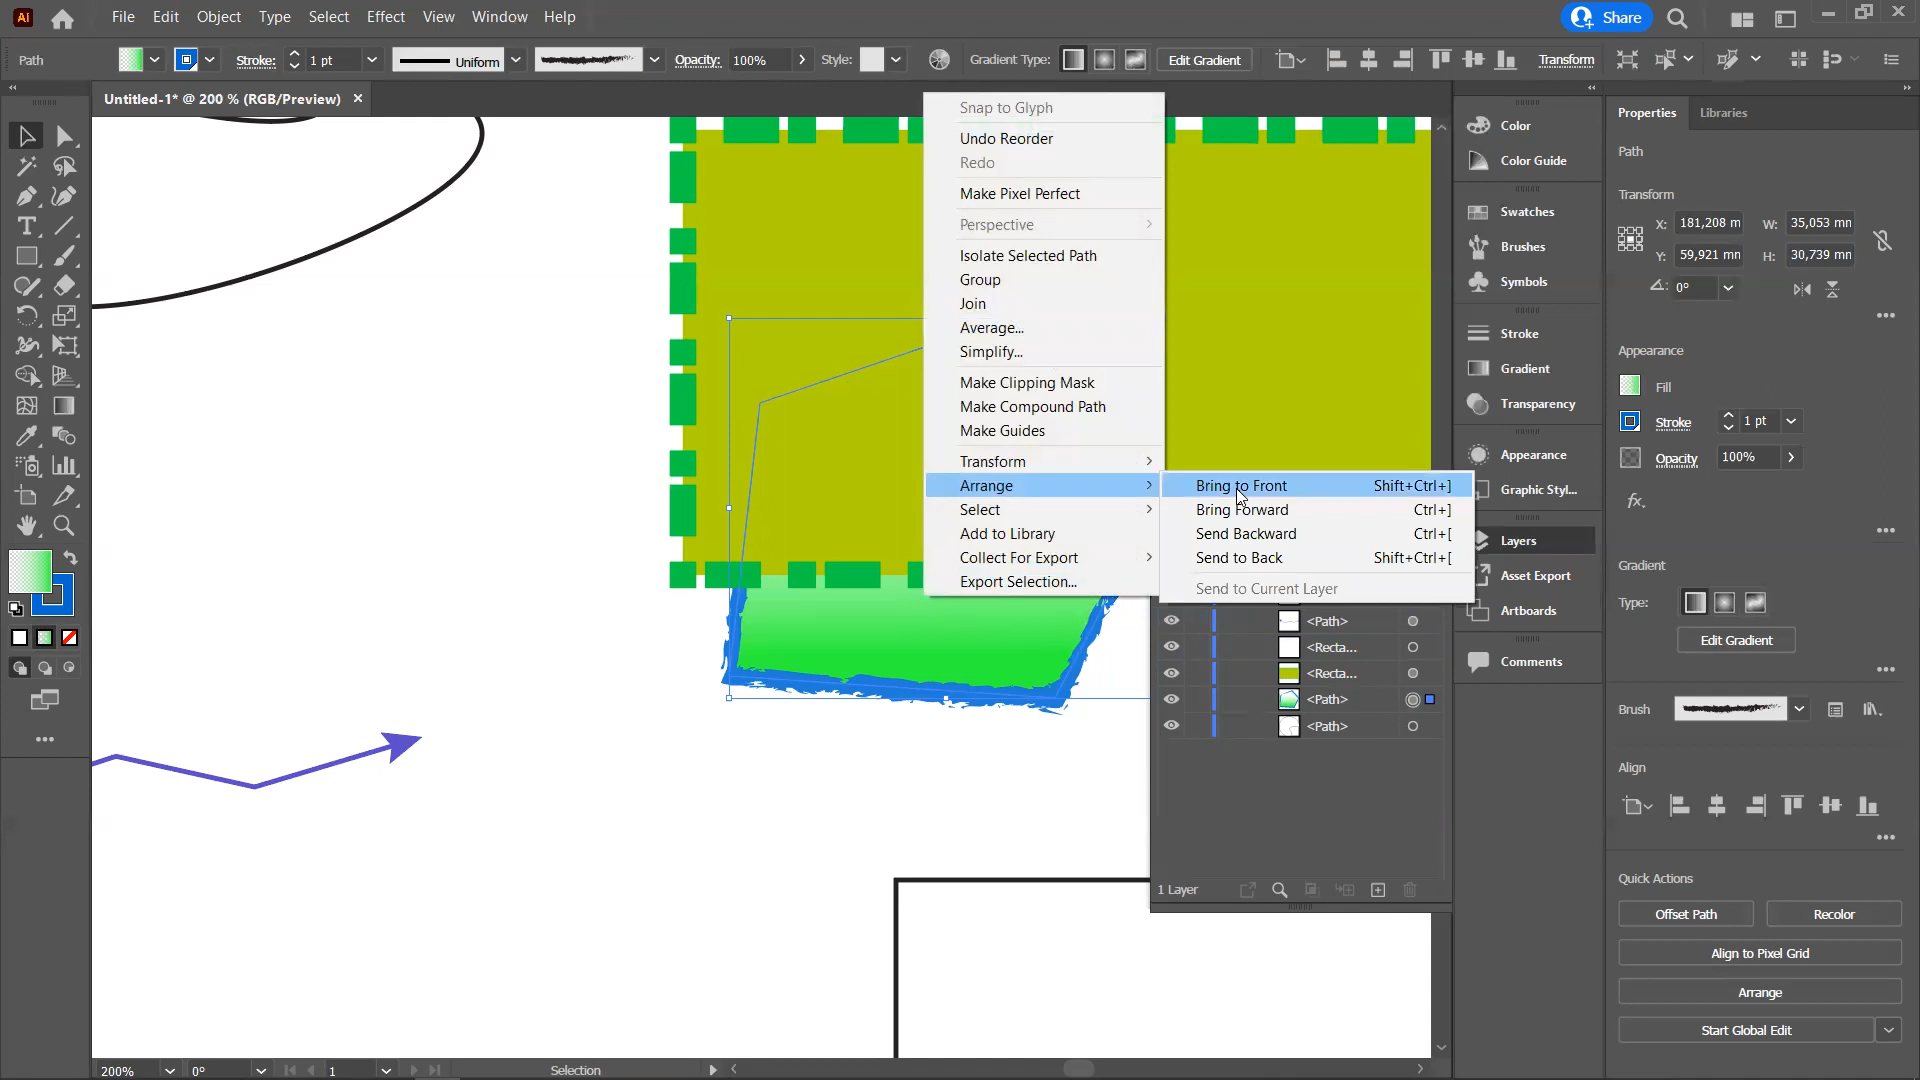 Ai
File Edit Object Type Select Effect View Window Help
Share
Path
Stroke: 1 pt
Uniform
Opacity: 100%
Style:
Gradient Type:
Edit Gradient
Transform
Untitled-1* @ 200 % (RGB/Preview) ×
Snap to Glyph
Undo Reorder
Redo
Make Pixel Perfect
Perspective
Isolate Selected Path
Group
Join
Average...
Simplify...
Make Clipping Mask
Make Compound Path
Make Guides
Transform
Arrange
Select
Add to Library
Collect For Export
Export Selection...
Bring to Front Shift+Ctrl+]
Bring Forward Ctrl+]
Send Backward Ctrl+[
Send to Back Shift+Ctrl+[
Send to Current Layer
<Path>
<Recta...
<Recta...
<Path>
<Path>
1 Layer
Color
Color Guide
Swatches
Brushes
Symbols
Stroke
Gradient
Transparency
Appearance
Graphic Styl...
Layers
Asset Export
Artboards
Comments
Properties Libraries
Path
Transform
X: 181,208 m W: 35,053 mn
Y: 59,921 mn H: 30,739 mn
0°
Appearance
Fill
Stroke 1 pt
Opacity 100%
fx.
Gradient
Type:
Edit Gradient
Brush
Align
Quick Actions
Offset Path Recolor
Align to Pixel Grid
Arrange
Start Global Edit
200% 0° 1 Selection